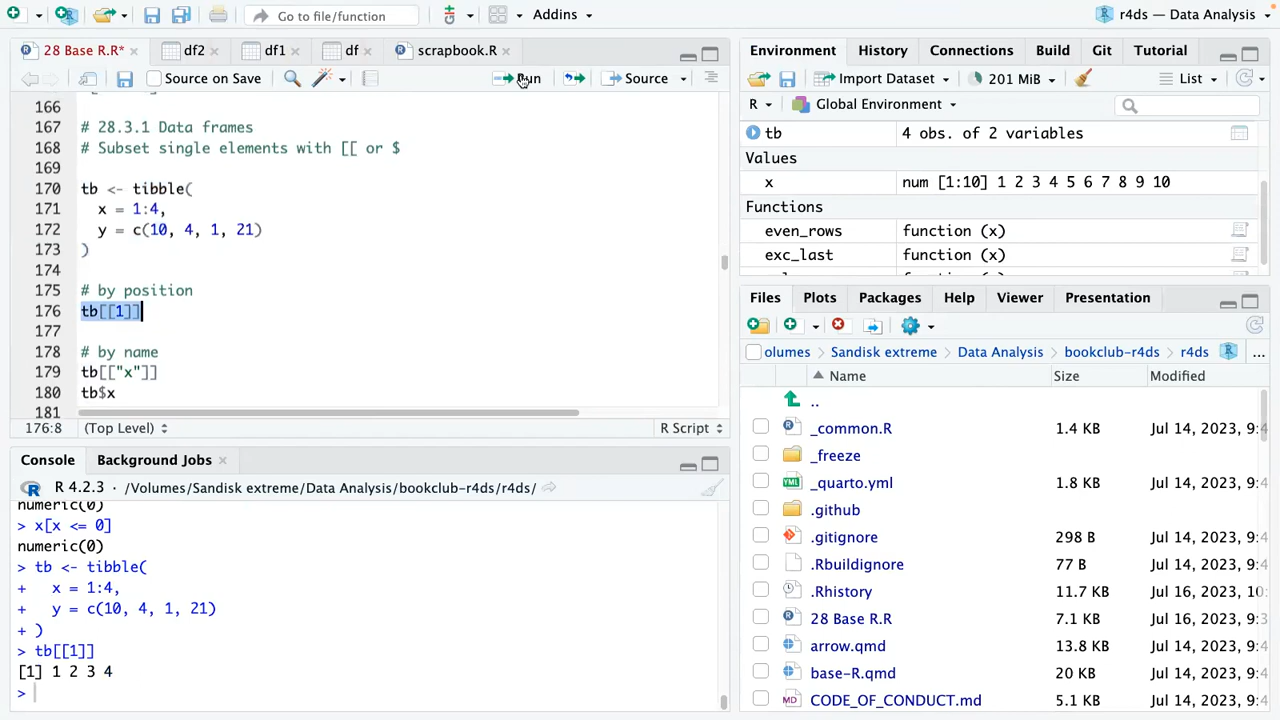 Go to file/function
Addins
r4ds — Data Analysis
28 Base R.R*
df2
df1
df
scrapbook.R
Source on Save
Run
Source
166
167 # 28.3.1 Data frames
168 # Subset single elements with [[ or $
169
170 tb <- tibble(
171 x = 1:4,
172 y = c(10, 4, 1, 21)
173 )
174
175 # by position
176 tb[[1]]
177
178 # by name
179 tb[["x"]]
180 tb$x
181
176:8 (Top Level) R Script
Console Background Jobs
R 4.2.3 · /Volumes/Sandisk extreme/Data Analysis/bookclub-r4ds/r4ds/
numeric(0)
> x[x <= 0]
numeric(0)
> tb <- tibble(
+ x = 1:4,
+ y = c(10, 4, 1, 21)
+ )
> tb[[1]]
[1] 1 2 3 4
>
Environment History Connections Build Git Tutorial
Import Dataset 201 MiB List
R Global Environment
tb 4 obs. of 2 variables
Values
x num [1:10] 1 2 3 4 5 6 7 8 9 10
Functions
even_rows function (x)
exc_last function (x)
Files Plots Packages Help Viewer Presentation
olumes Sandisk extreme Data Analysis bookclub-r4ds r4ds ...
Name Size Modified
..
_common.R 1.4 KB Jul 14, 2023, 9:4
_freeze
_quarto.yml 1.8 KB Jul 14, 2023, 9:4
.github
.gitignore 298 B Jul 14, 2023, 9:4
.Rbuildignore 77 B Jul 14, 2023, 9:4
.Rhistory 11.7 KB Jul 16, 2023, 10:
28 Base R.R 7.1 KB Jul 16, 2023, 9:4
arrow.qmd 13.8 KB Jul 14, 2023, 9:4
base-R.qmd 20 KB Jul 14, 2023, 9:4
CODE_OF_CONDUCT.md 5.1 KB Jul 14, 2023, 9:4